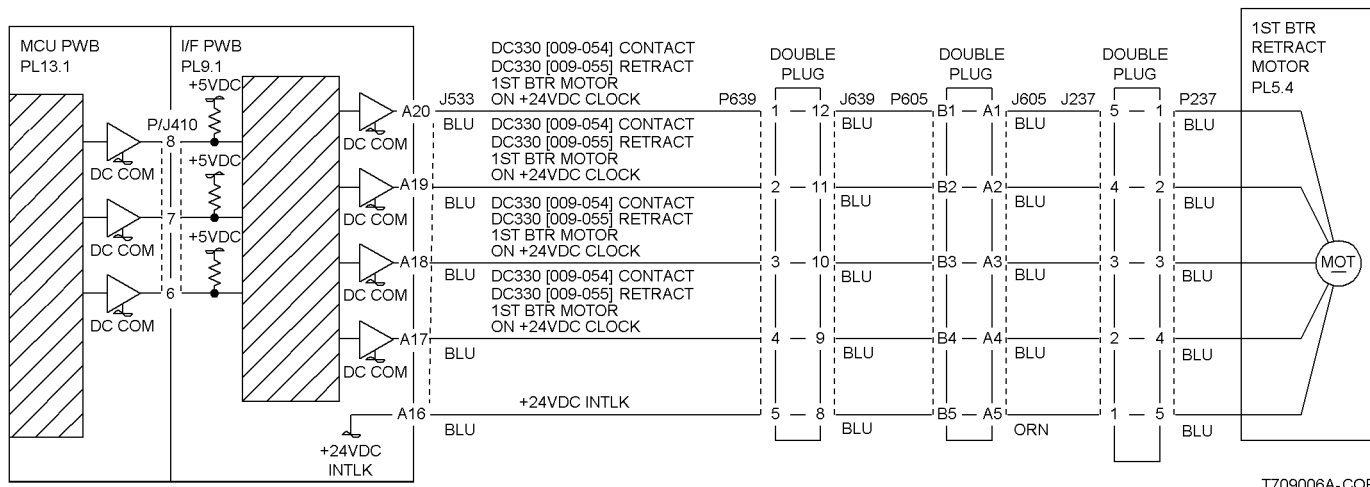 MCU PWB
PL13.1
I/F PWB
PL9.1
+5VDC
P/J410
8
DC COM
+5VDC
7
DC COM
+5VDC
6
DC COM
DC COM
DC COM
DC COM
DC COM
+24VDC
INTLK
A20
A19
A18
A17
A16
J533
BLU
BLU
BLU
BLU
BLU
DC330 [009-054] CONTACT
DC330 [009-055] RETRACT
1ST BTR MOTOR
ON +24VDC CLOCK
DC330 [009-054] CONTACT
DC330 [009-055] RETRACT
1ST BTR MOTOR
ON +24VDC CLOCK
DC330 [009-054] CONTACT
DC330 [009-055] RETRACT
1ST BTR MOTOR
ON +24VDC CLOCK
DC330 [009-054] CONTACT
DC330 [009-055] RETRACT
1ST BTR MOTOR
ON +24VDC CLOCK
+24VDC INTLK
DOUBLE
PLUG
P639 J639
1 12
2 11
3 10
4 9
5 8
BLU
BLU
BLU
BLU
BLU
DOUBLE
PLUG
P605 J605
B1 A1
B2 A2
B3 A3
B4 A4
B5 A5
BLU
BLU
BLU
BLU
ORN
DOUBLE
PLUG
J237 P237
5 1
4 2
3 3
2 4
1 5
BLU
BLU
BLU
BLU
BLU
1ST BTR
RETRACT
MOTOR
PL5.4
MOT
T709006A-COP